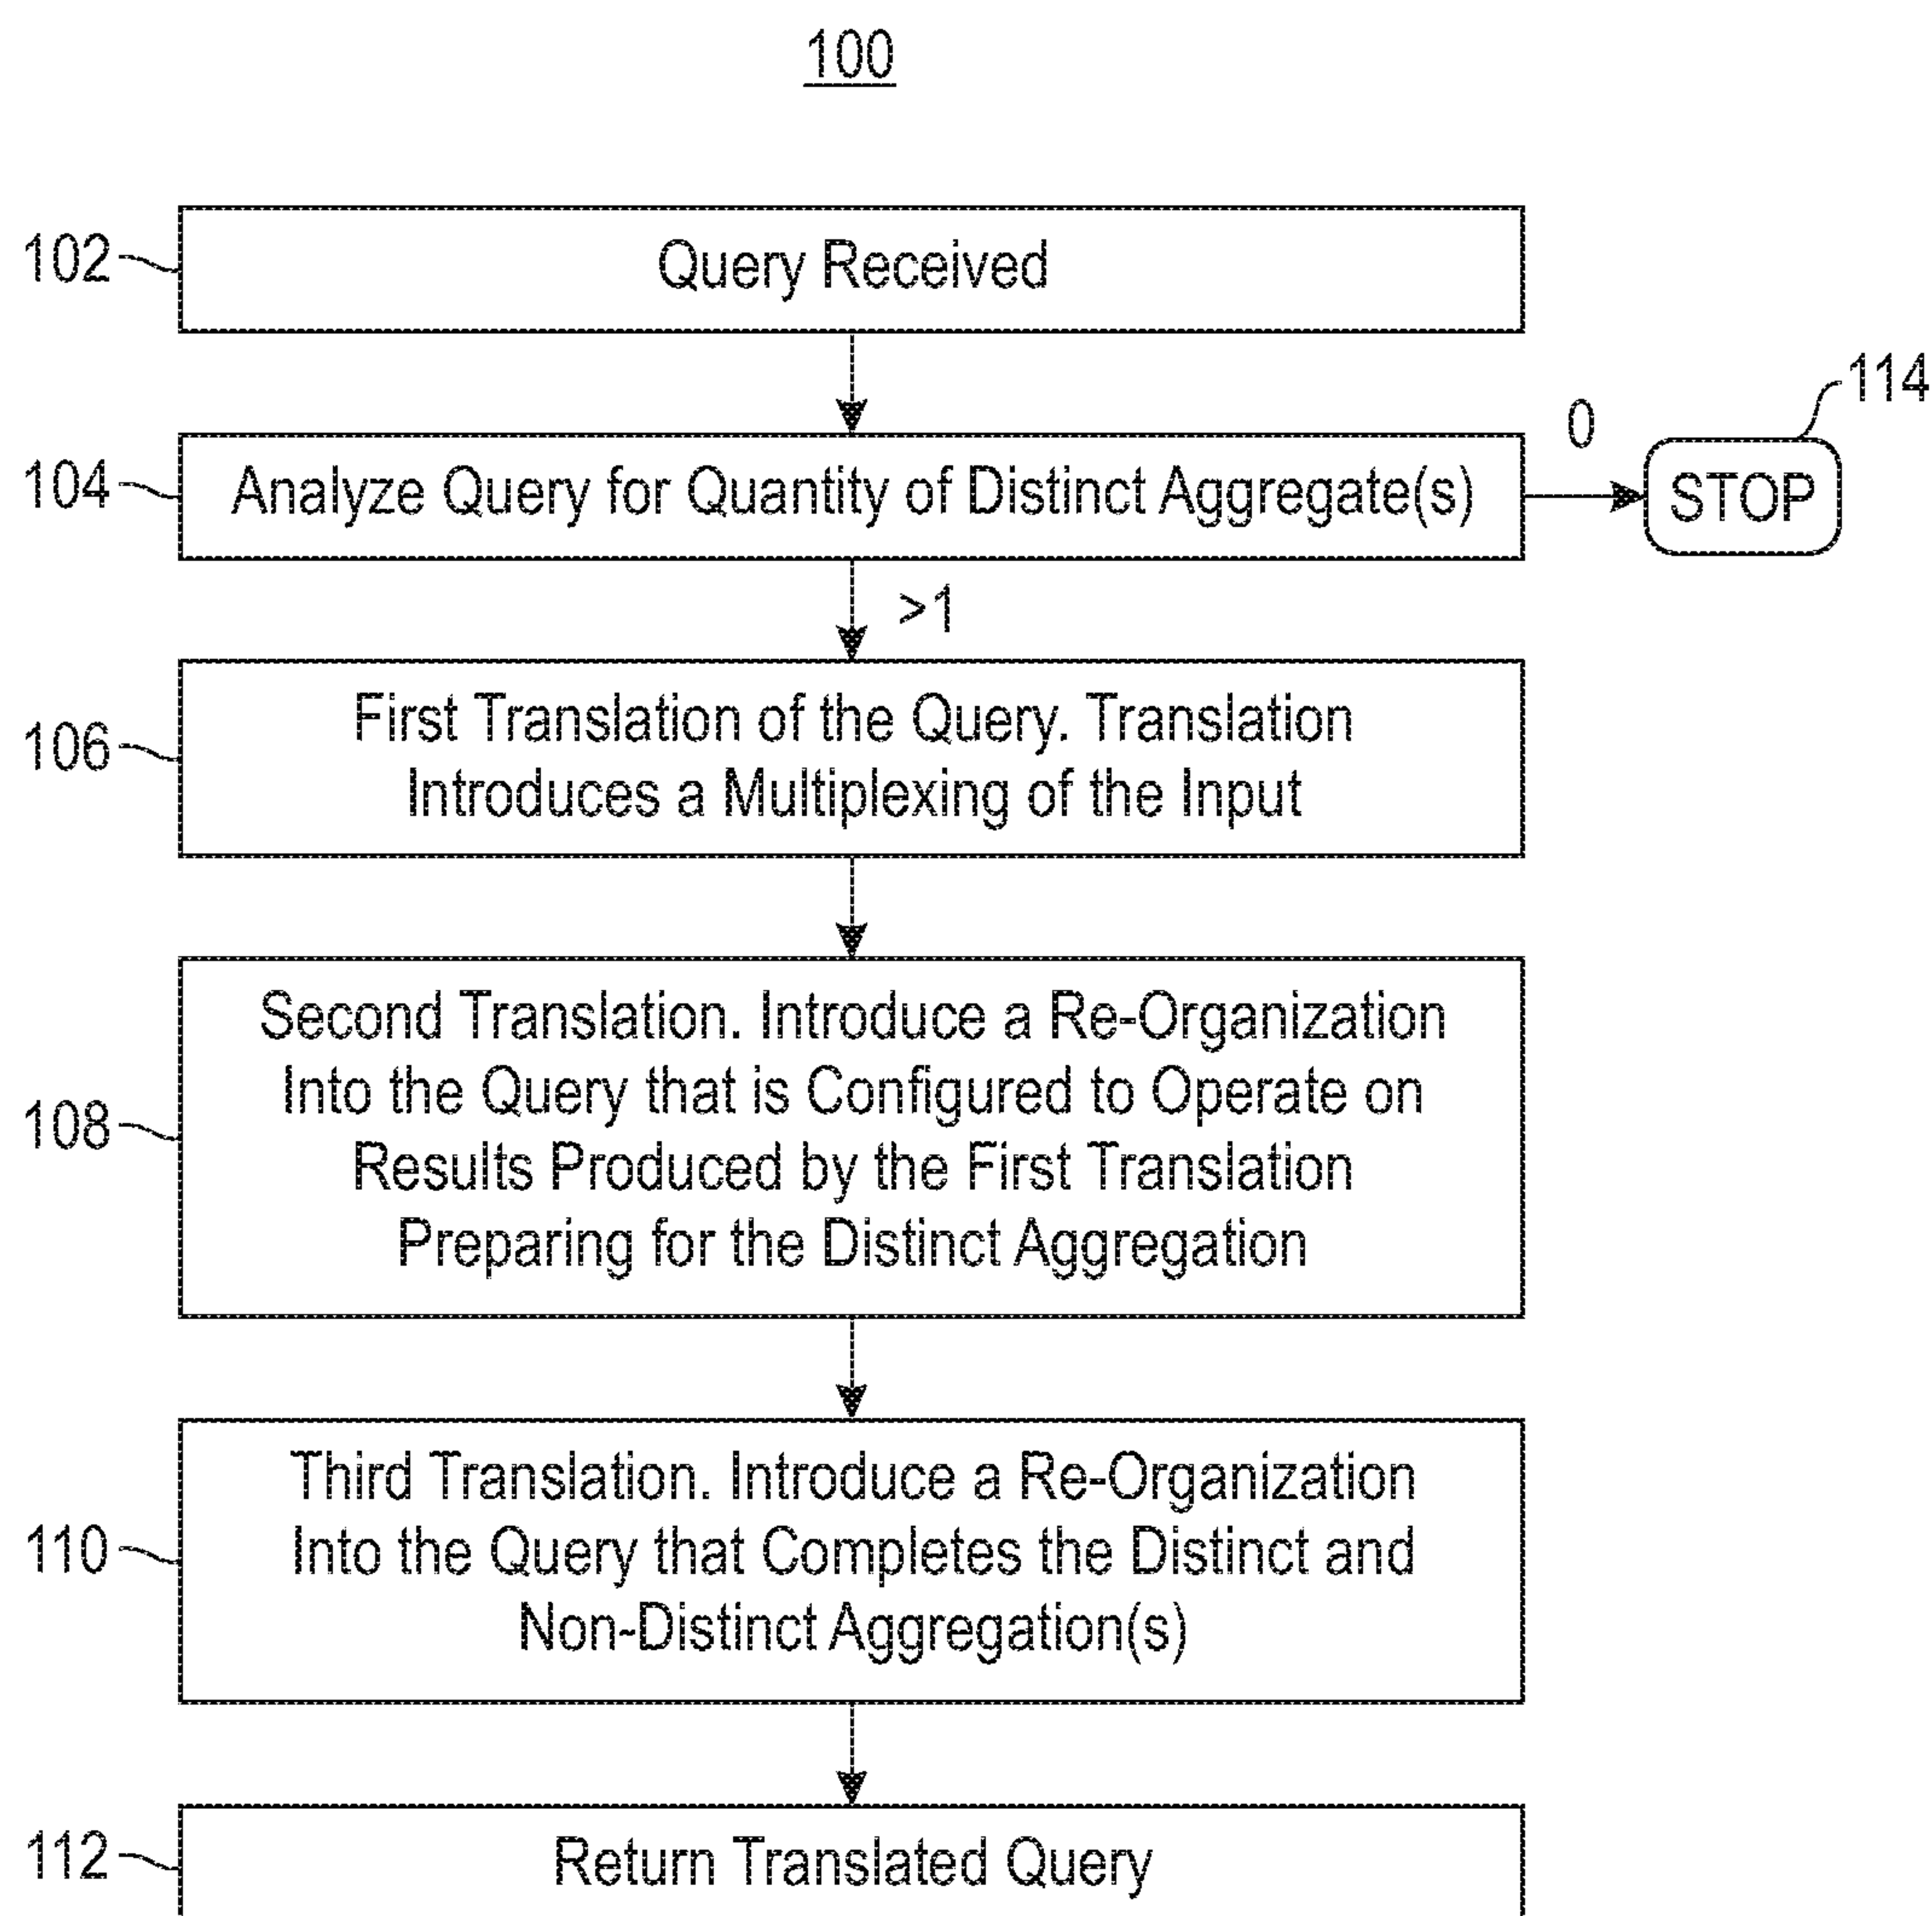 100
102
Query Received
114
0
104
Analyze Query for Quantity of Distinct Aggregate(s)
STOP
>1
106
First Translation of the Query. Translation
Introduces a Multiplexing of the Input
108
Second Translation. Introduce a Re-Organization
Into the Query that is Configured to Operate on
Results Produced by the First Translation
Preparing for the Distinct Aggregation
110
Third Translation. Introduce a Re-Organization
Into the Query that Completes the Distinct and
Non-Distinct Aggregation(s)
112
Return Translated Query